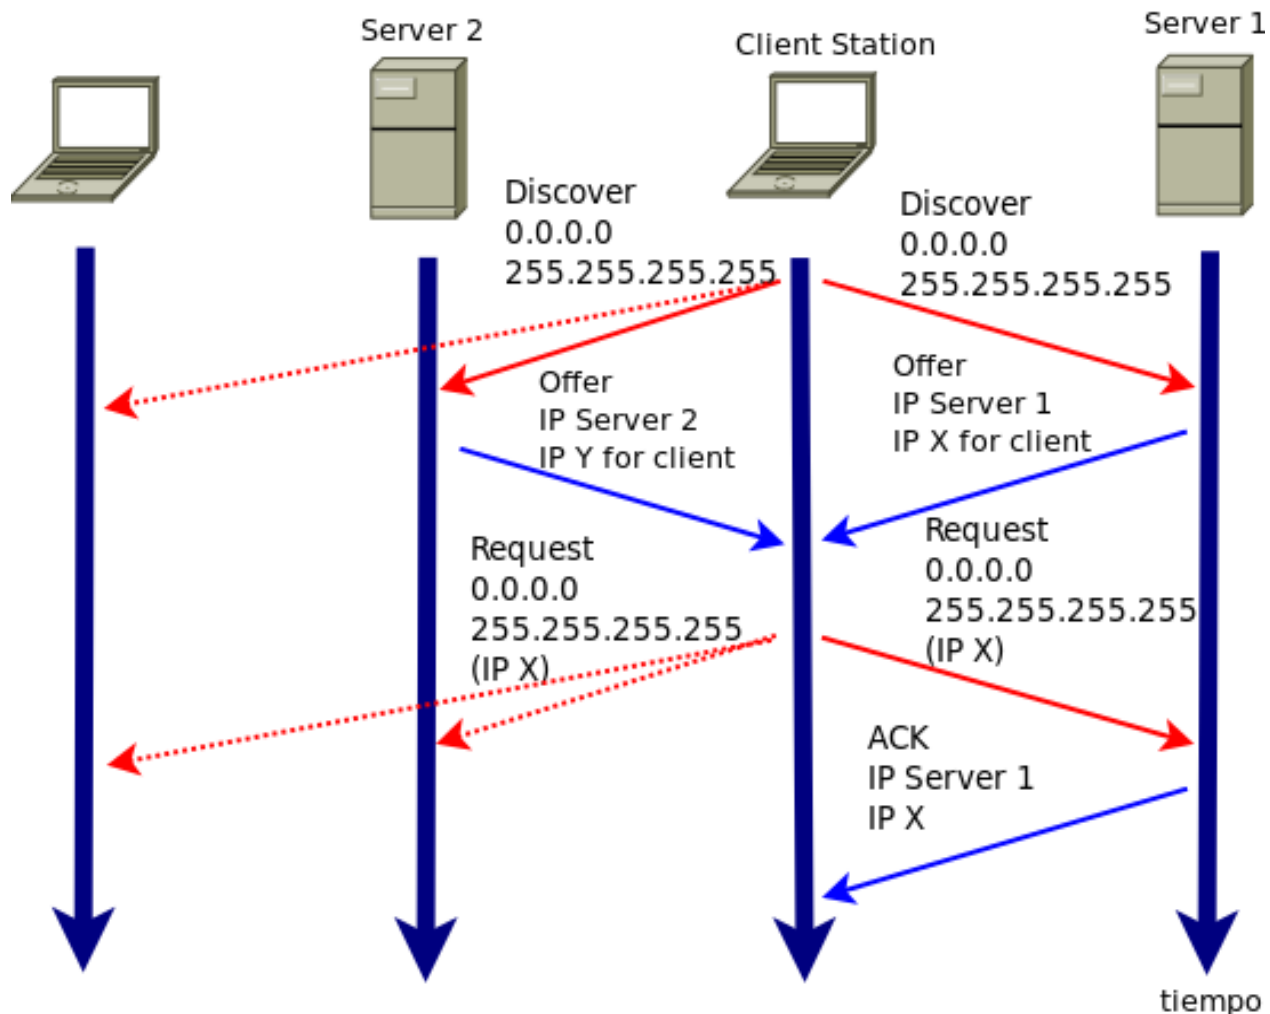 Server 2
Client Station
Server 1
Discover
0.0.0.0
255.255.255.255
Discover
0.0.0.0
255.255.255.255
Offer
IP Server 2
IP Y for client
Offer
IP Server 1
IP X for client
Request
0.0.0.0
255.255.255.255
(IP X)
Request
0.0.0.0
255.255.255.255
(IP X)
ACK
IP Server 1
IP X
tiempo